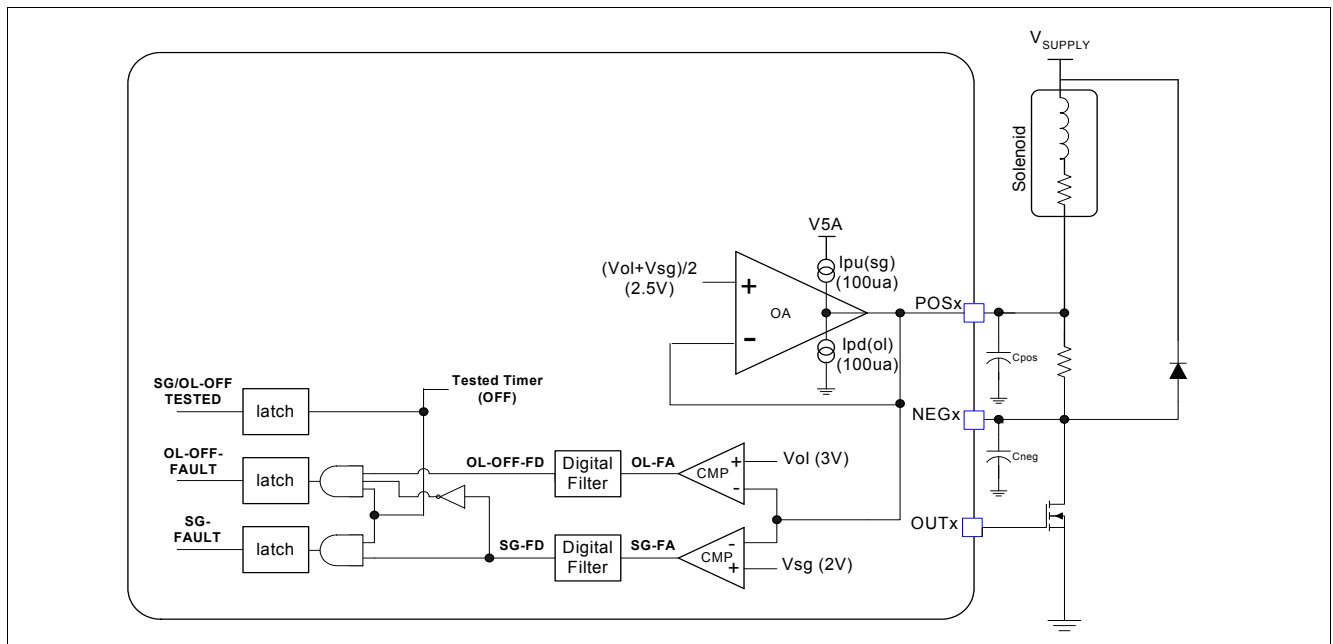 V_SUPPLY
Solenoid
V5A
Ipu(sg)
(100ua)
(Vol+Vsg)/2
(2.5V)
+
OA
-
Ipd(ol)
(100ua)
POSx
Cpos
NEGx
Cneg
OUTx
SG/OL-OFF
TESTED
latch
Tested Timer
(OFF)
OL-OFF-
FAULT
latch
OL-OFF-FD
Digital
Filter
OL-FA
CMP
+
-
Vol (3V)
SG-
FAULT
latch
SG-FD
Digital
Filter
SG-FA
CMP
-
+
Vsg (2V)